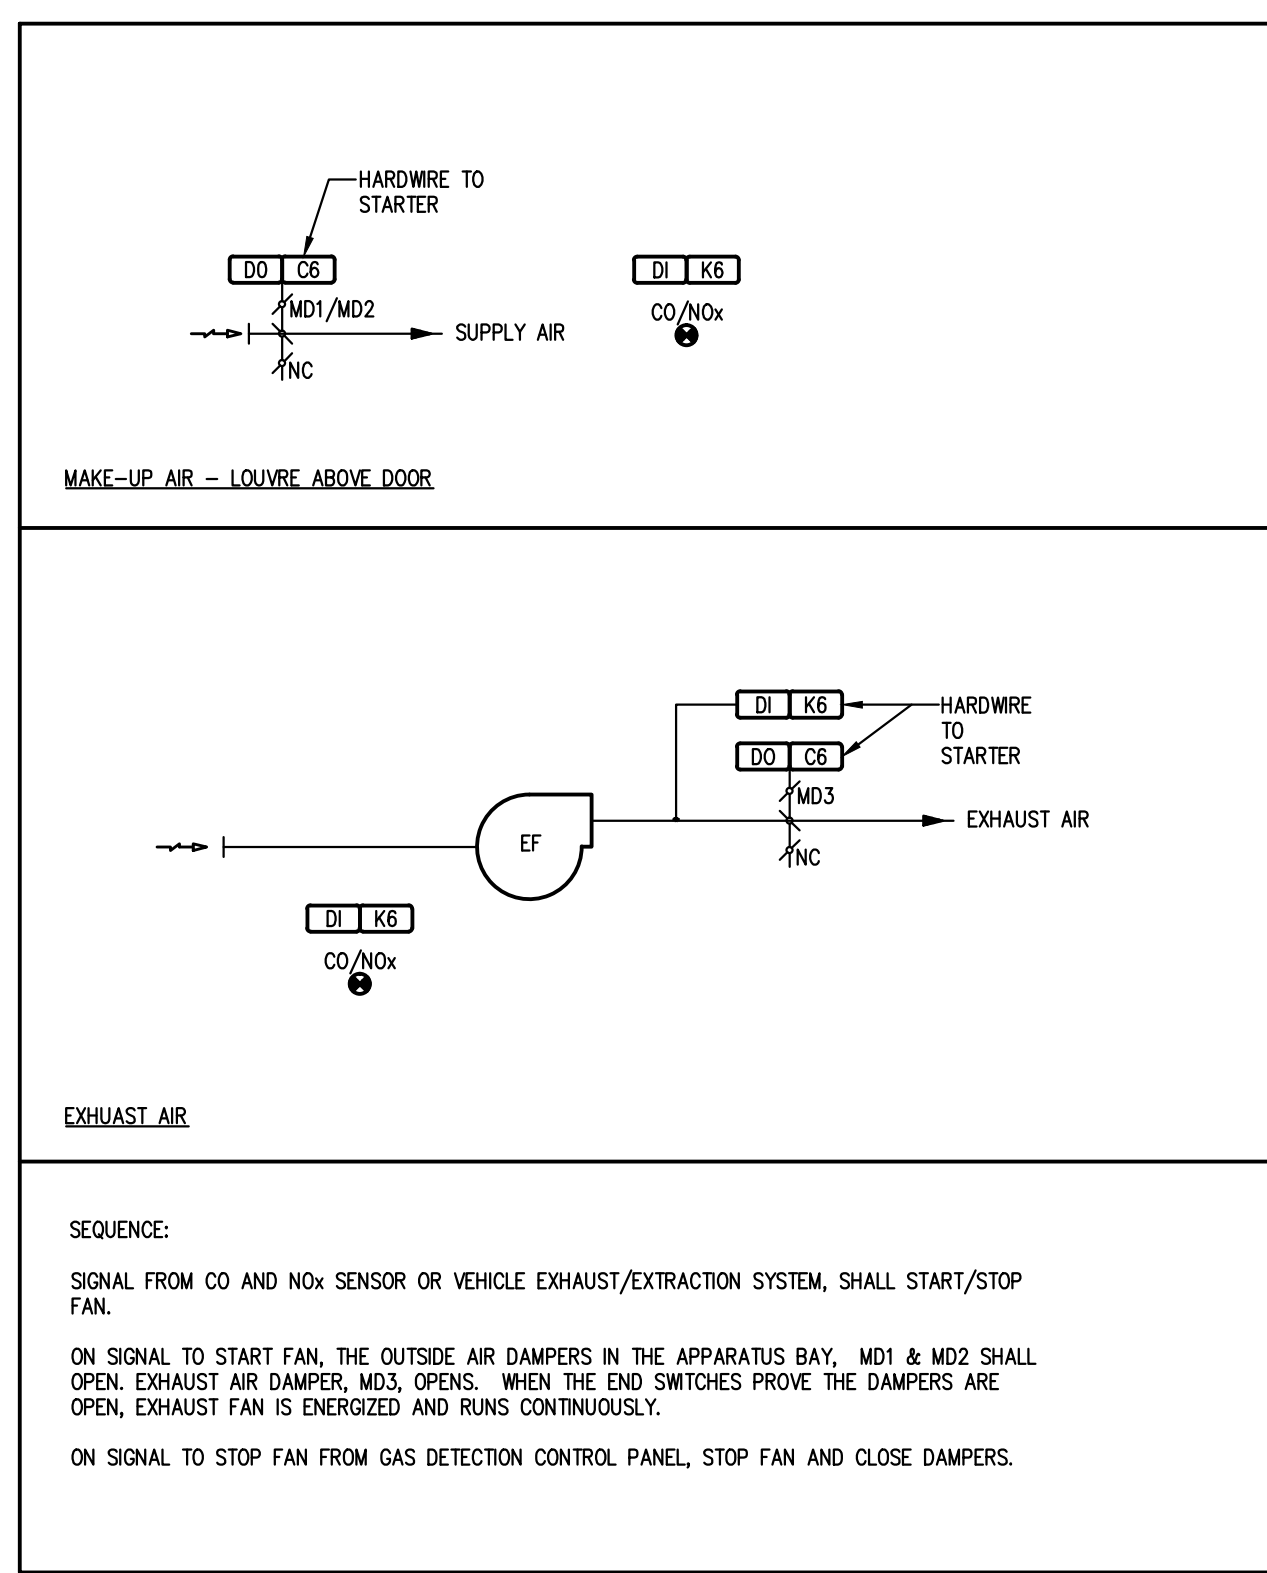 HARDWIRE TO
STARTER
DO C6
DI K6
MD1/MD2
CO/NOx
SUPPLY AIR
NC
MAKE-UP AIR - LOUVRE ABOVE DOOR
DI K6
HARDWIRE
TO
STARTER
DO C6
MD3
EXHAUST AIR
EF
NC
DI K6
CO/NOx
EXHUAST AIR
SEQUENCE:
SIGNAL FROM CO AND NOx SENSOR OR VEHICLE EXHAUST/EXTRACTION SYSTEM, SHALL START/STOP
FAN.
ON SIGNAL TO START FAN, THE OUTSIDE AIR DAMPERS IN THE APPARATUS BAY, MD1 & MD2 SHALL
OPEN. EXHAUST AIR DAMPER, MD3, OPENS. WHEN THE END SWITCHES PROVE THE DAMPERS ARE
OPEN, EXHAUST FAN IS ENERGIZED AND RUNS CONTINUOUSLY.
ON SIGNAL TO STOP FAN FROM GAS DETECTION CONTROL PANEL, STOP FAN AND CLOSE DAMPERS.